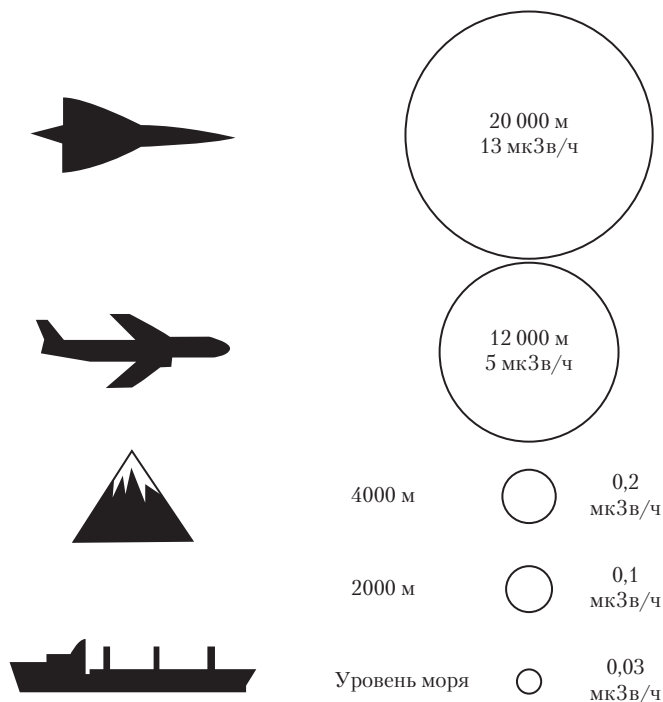 20 000 м
13 мкЗв/ч
12 000 м
5 мкЗв/ч
4000 м
0,2
мкЗв/ч
2000 м
0,1
мкЗв/ч
Уровень моря
0,03
мкЗв/ч